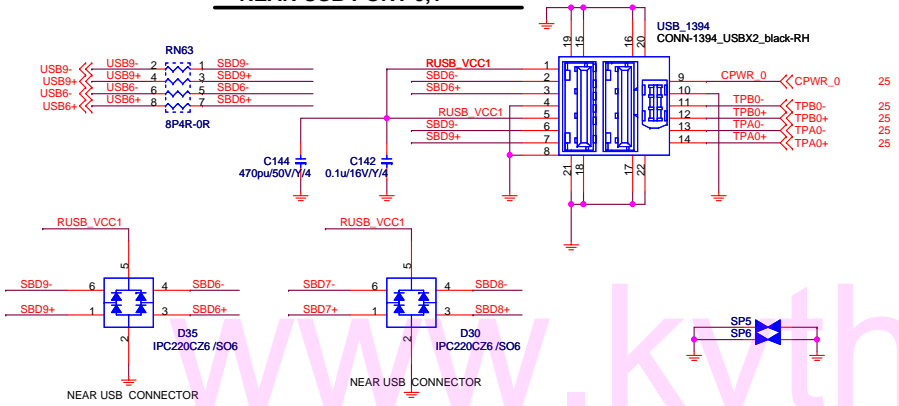 USB_1394
CONN-1394_USBX2_black-RH
19 15 16 20
RN63
USB9- USB9- 2 1 SBD9-
USB9+ USB9+ 4 3 SBD9+
USB6- USB6- 6 5 SBD6-
USB6+ USB6+ 8 7 SBD6+
8P4R-0R
RUSB_VCC1 1
SBD6- 2
SBD6+ 3
4
RUSB_VCC1 5
SBD9- 6
SBD9+ 7
8
9 CPWR_0 CPWR_0 25
10
11 TPB0- TPB0- 25
12 TPB0+ TPB0+ 25
13 TPA0- TPA0- 25
14 TPA0+ TPA0+ 25
21 18 17 22
C144
470pu/50V/Y/4
C142
0.1u/16V/Y/4
RUSB_VCC1
5
SBD9- 6 4 SBD6-
SBD9+ 1 3 SBD6+
2
D35
IPC220CZ6 /SO6
NEAR USB CONNECTOR
RUSB_VCC1
5
SBD7- 6 4 SBD8-
SBD7+ 1 3 SBD8+
2
D30
IPC220CZ6 /SO6
NEAR USB CONNECTOR
SP5
SP6
www.kyth